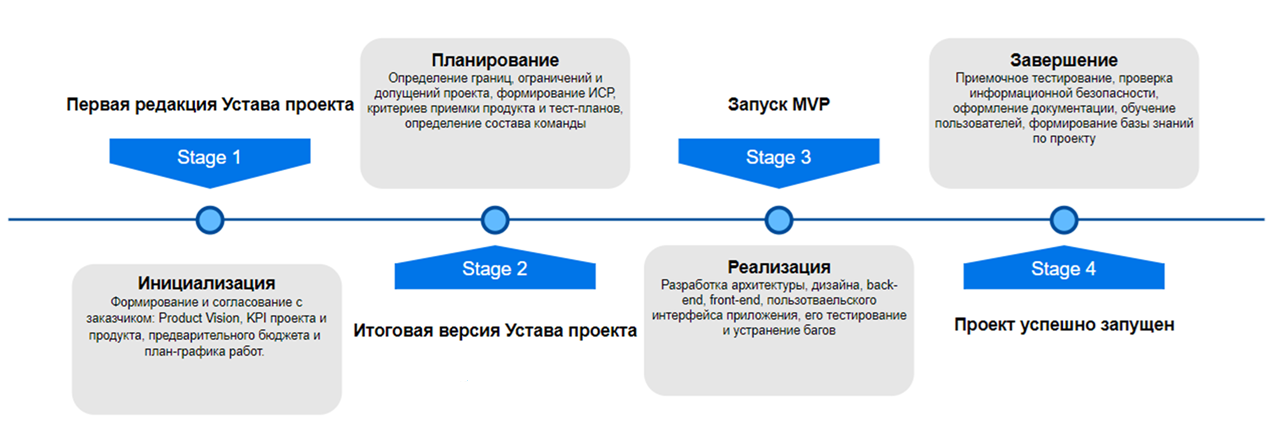 Первая редакция Устава проекта
Stage 1
Инициализация
Формирование и согласование с
заказчиком: Product Vision, KPI проекта и
продукта, предварительного бюджета и
план-графика работ.
Планирование
Определение границ, ограничений и
допущений проекта, формирование ИСР,
критериев приемки продукта и тест-планов,
определение состава команды
Stage 2
Итоговая версия Устава проекта
Запуск MVP
Stage 3
Реализация
Разработка архитектуры, дизайна, back-
end, front-end, пользотваельского
интерфейса приложения, его тестирование
и устранение багов
Завершение
Приемочное тестирование, проверка
информационной безопасности,
оформление документации, обучение
пользователей, формирование базы знаний
по проекту
Stage 4
Проект успешно запущен